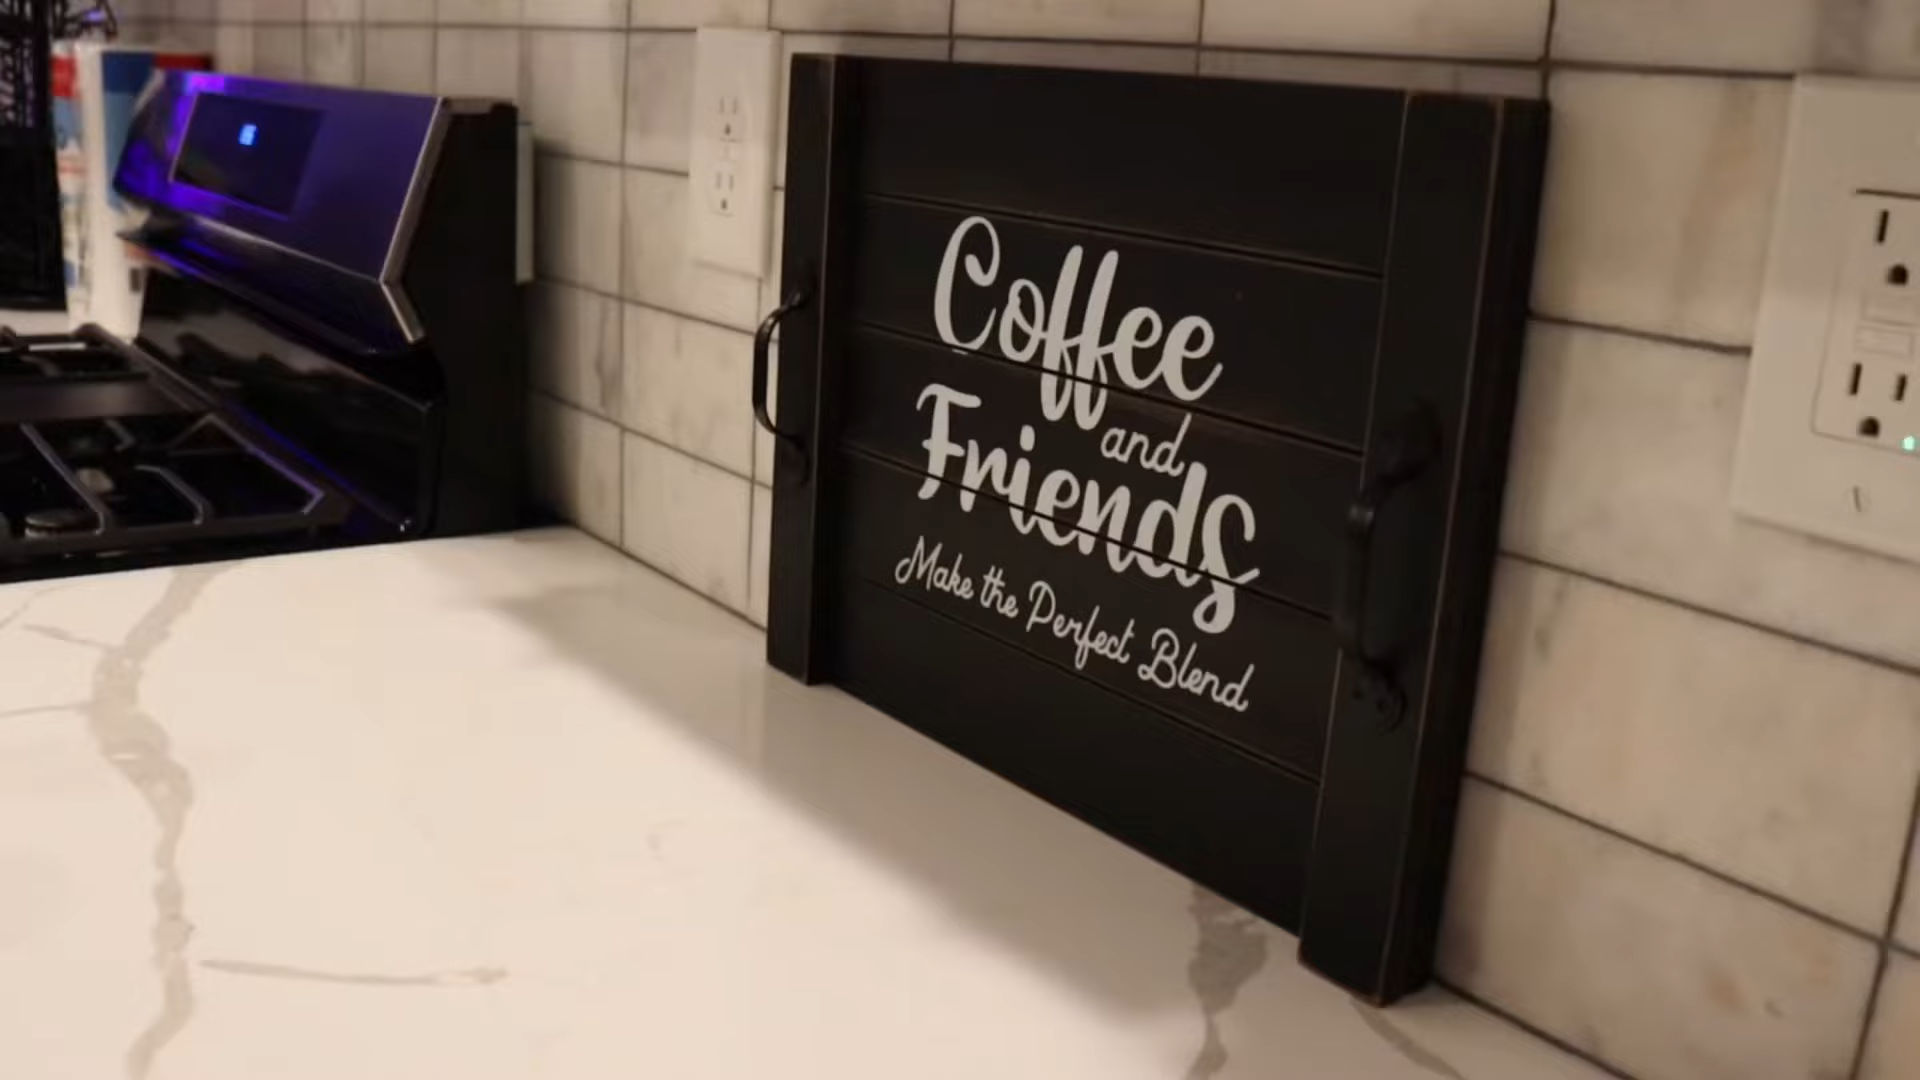 Coffee
and
Friends
Make the Perfect Blend